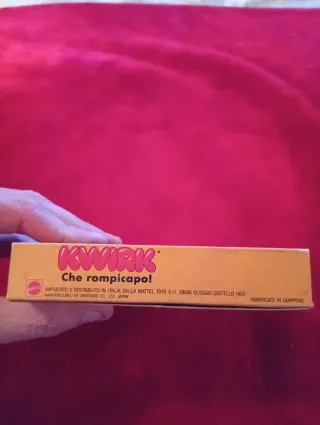 KWIRK
Che rompicapo!
IMPORTATO E DISTRIBUITO IN ITALIA DALLA MATTEL TOYS S.r.l. 28040 OLEGGIO CASTELLO (NO)
MANUFACTURED BY NINTENDO CO., LTD. JAPAN
FABBRICATO IN GIAPPONE